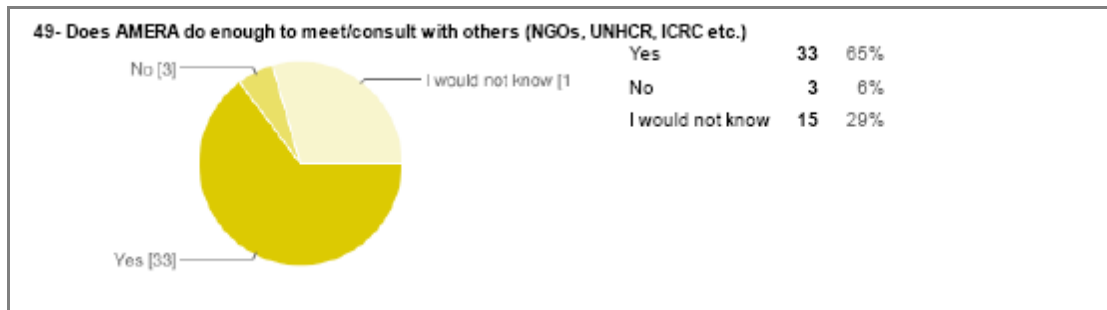 49- Does AMERA do enough to meet/consult with others (NGOs, UNHCR, ICRC etc.)
Yes 33 65%
No [3]
I would not know [1
No 3 6%
I would not know 15 29%
Yes [33]